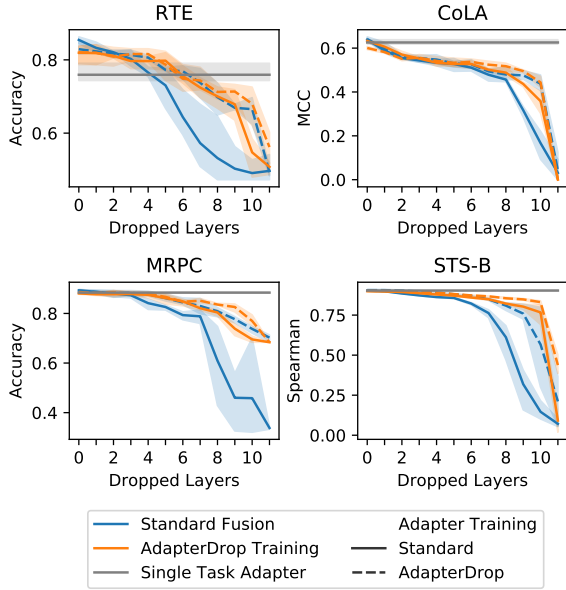 RTE
CoLA
Accuracy
0.8
0.6
0 2 4 6 8 10
Dropped Layers
MCC
0.6
0.4
0.2
0.0
0 2 4 6 8 10
Dropped Layers
MRPC
STS-B
Accuracy
0.8
0.6
0.4
0 2 4 6 8 10
Dropped Layers
Spearman
0.75
0.50
0.25
0.00
0 2 4 6 8 10
Dropped Layers
Standard Fusion
AdapterDrop Training
Single Task Adapter
Adapter Training
Standard
AdapterDrop